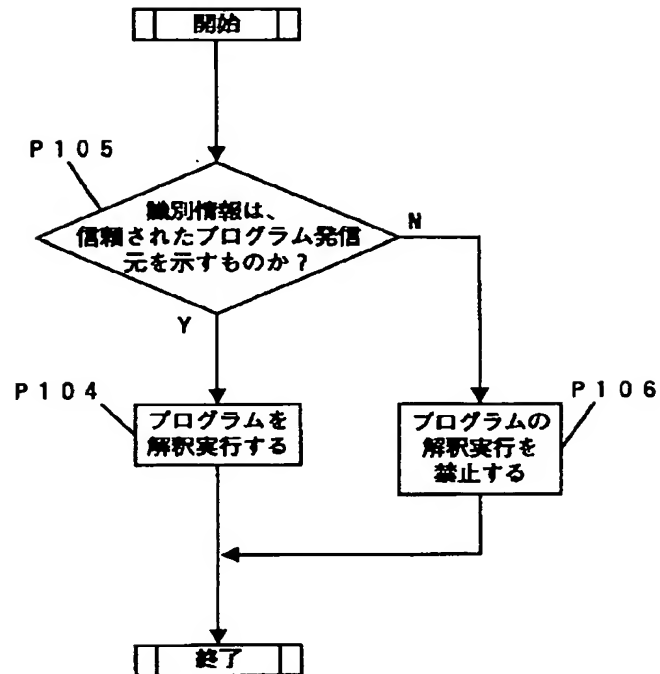 開始
P105
識別情報は、
信頼されたプログラム発信
元を示すものか?
N
Y
P104
プログラムを
解釈実行する
P106
プログラムの
解釈実行を
禁止する
終了